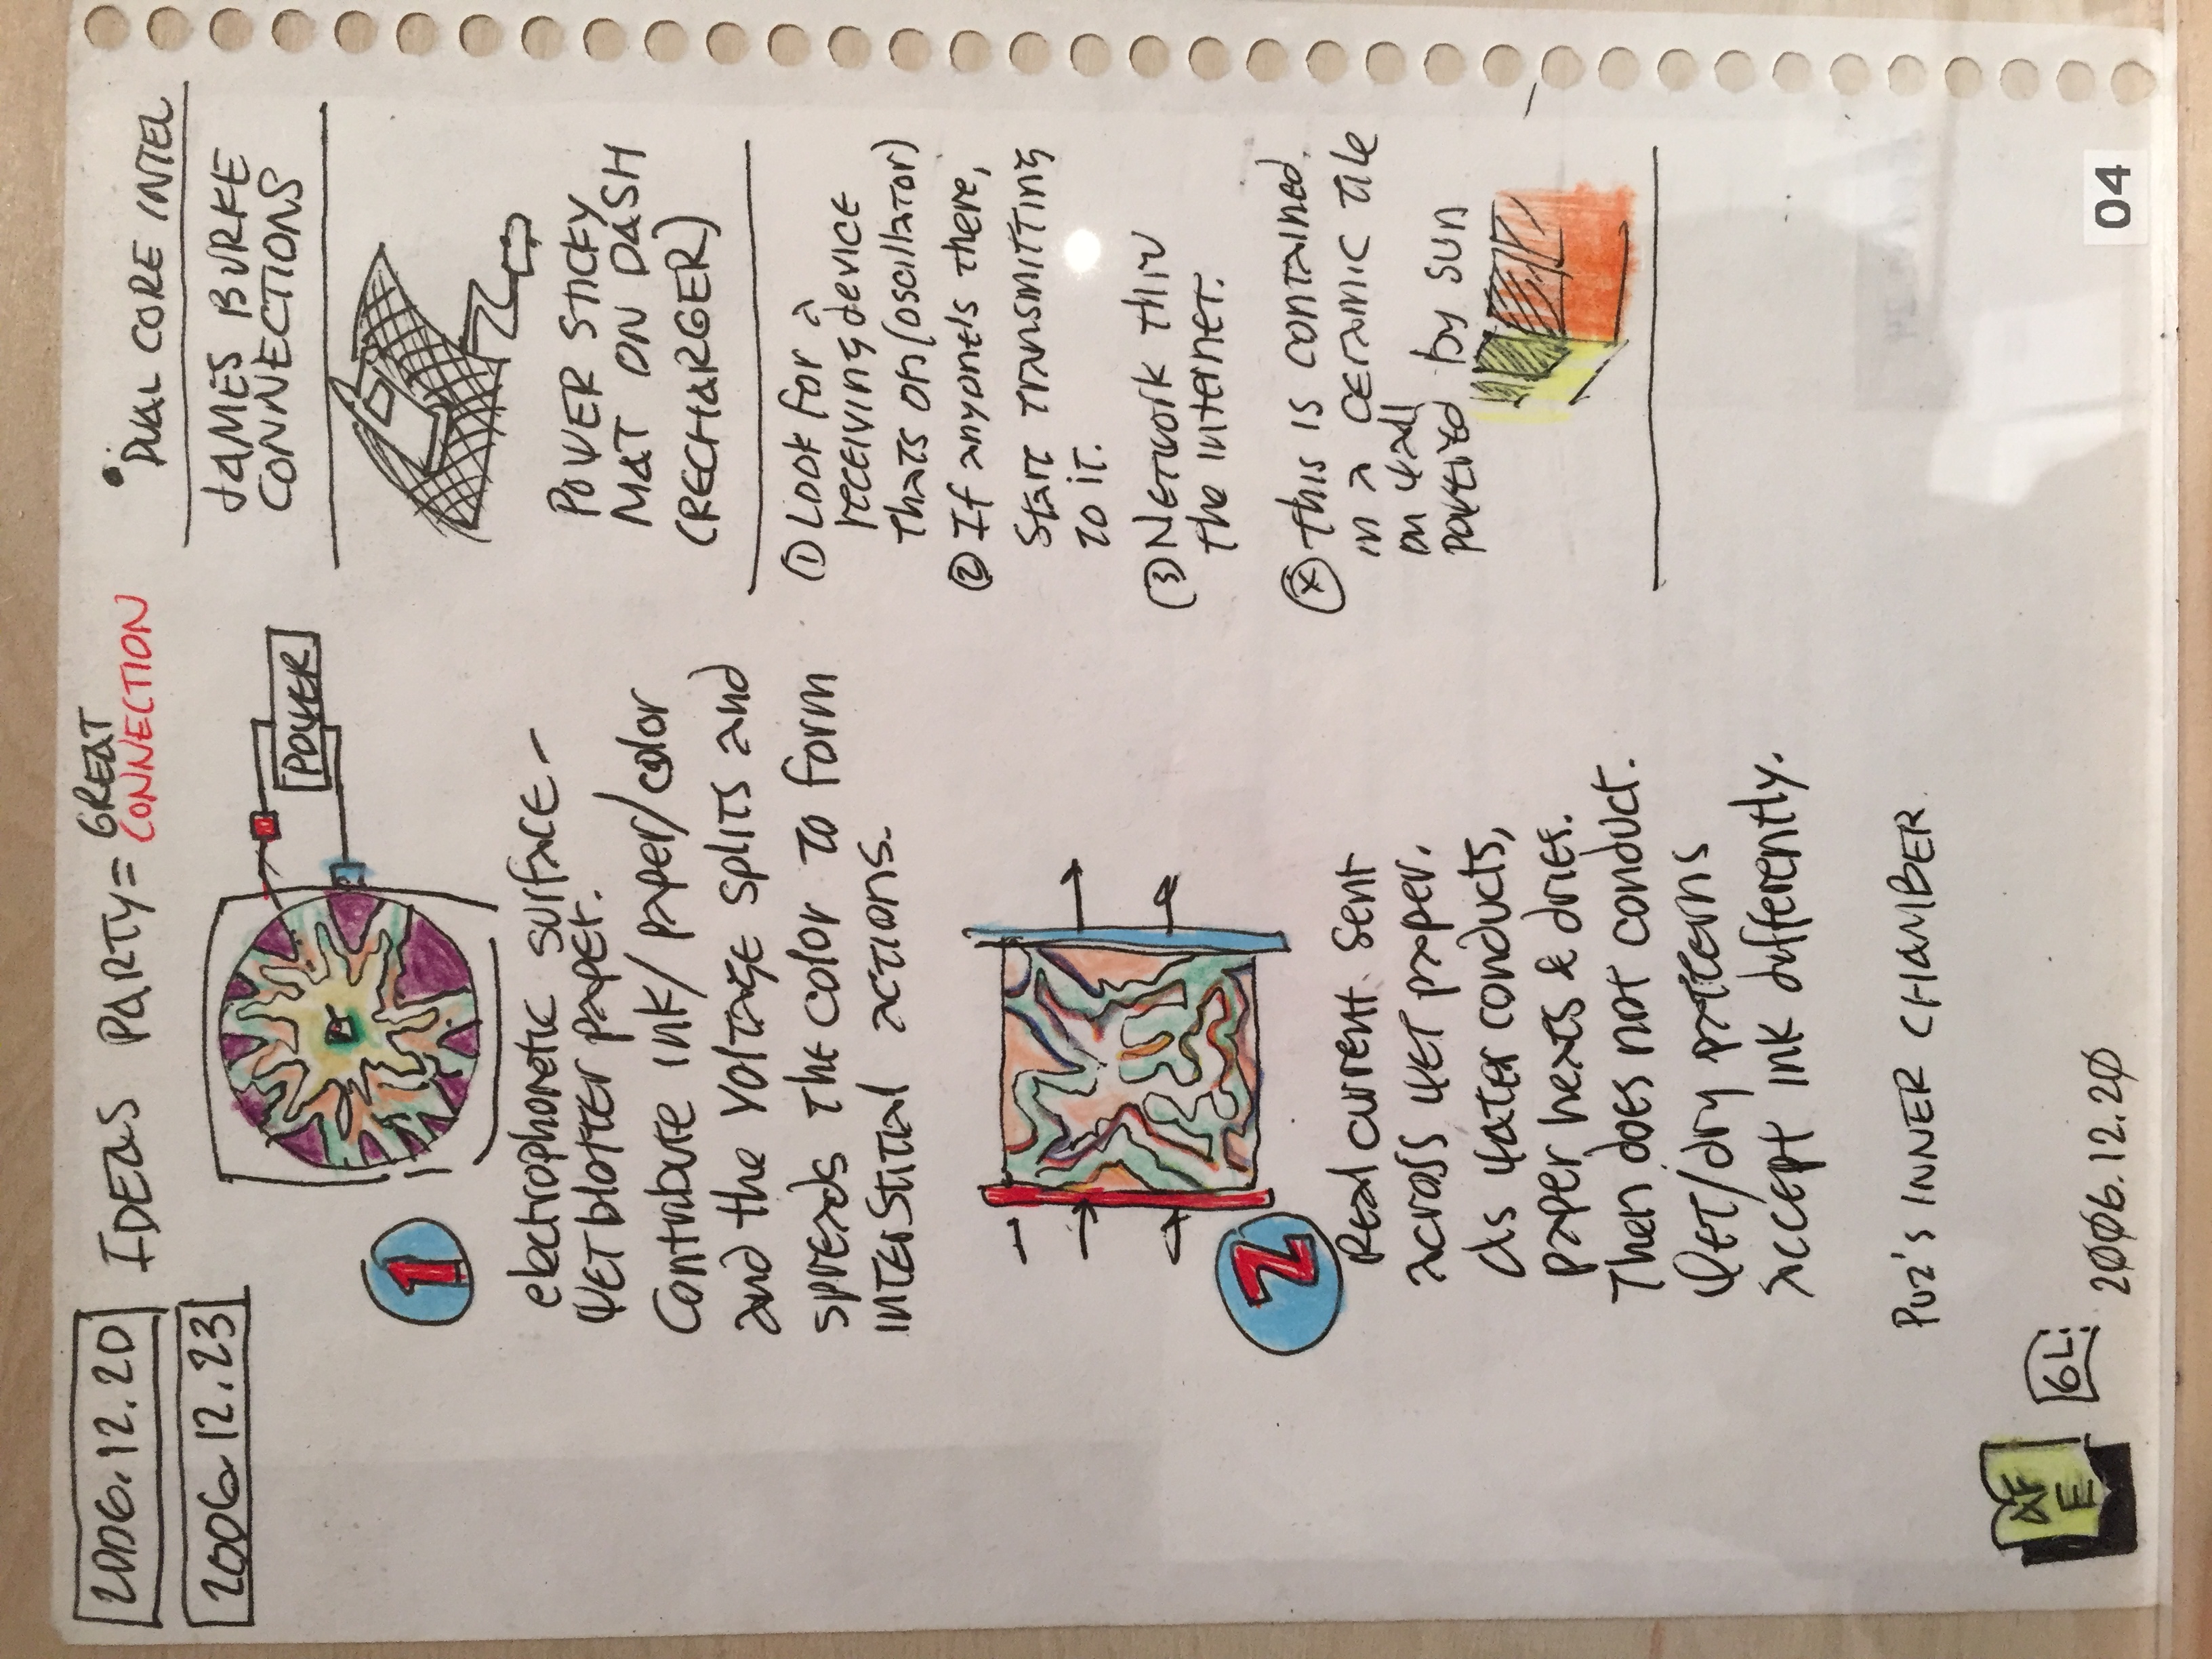 2006.12.20
2006.12.23
IDEAS PARTY = GREAT
CONNECTION
POWER
1
electrophoretic surface -
wet blotter paper.
Contribute ink/paper/color
and the voltage splits and
spreads the color to form
interstitial actions.
2
Real current sent
across wet paper.
As water conducts,
paper heats & dries.
Then does not conduct.
Wet/dry patterns
accept ink differently.
PUZ's INNER CHAMBER
AF
E
6L
2006.12.20
• DUAL CORE INTEL
JAMES BURKE
CONNECTIONS
POWER STICKY
MAT ON DASH
(RECHARGER)
① Look for a
receiving device
thats on (oscillator)
② If anyone's there,
Start transmitting
to it.
③ Network thru
the internet.
ⓧ this is contained
in a ceramic tile
on wall
powered by sun
04